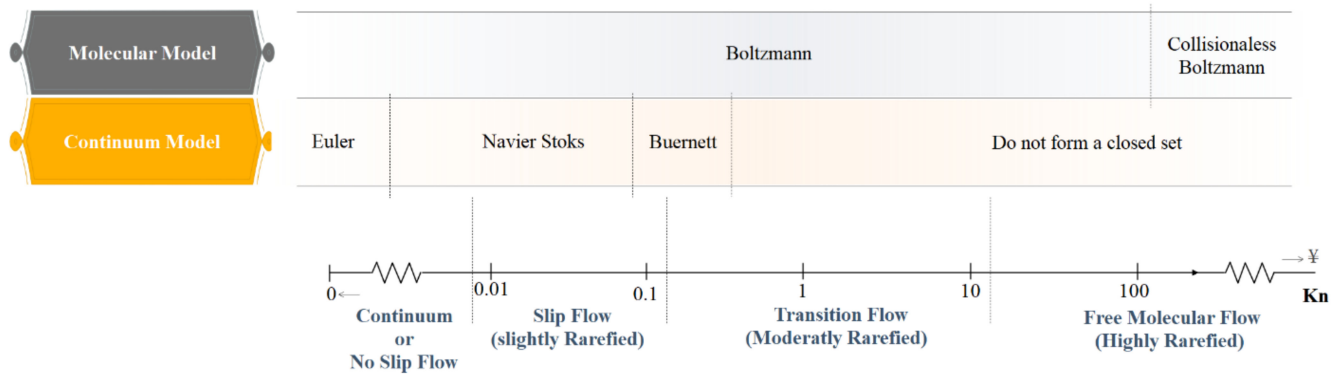 Molecular Model
Boltzmann
Collisionaless
Boltzmann
Continuum Model
Euler
Navier Stoks
Buernett
Do not form a closed set
¥
0
0.01
0.1
1
10
100
Kn
Continuum
or
No Slip Flow
Slip Flow
(slightly Rarefied)
Transition Flow
(Moderatly Rarefied)
Free Molecular Flow
(Highly Rarefied)